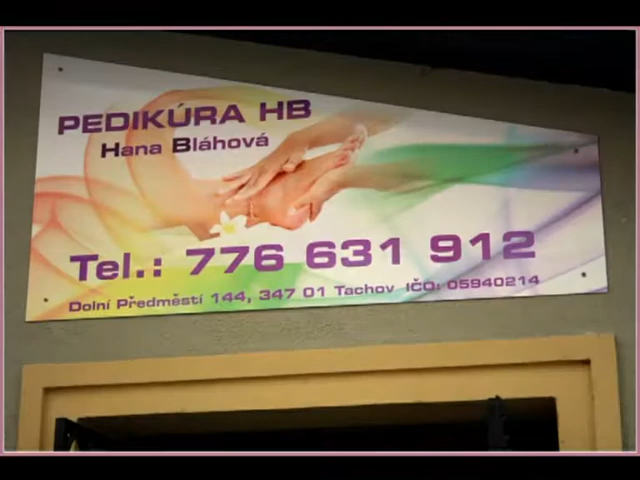 PEDIKÚRA HB
Hana Bláhová
Tel.: 776 631 912
Dolní Předměstí 144, 347 01 Tachov IČO: 05940214